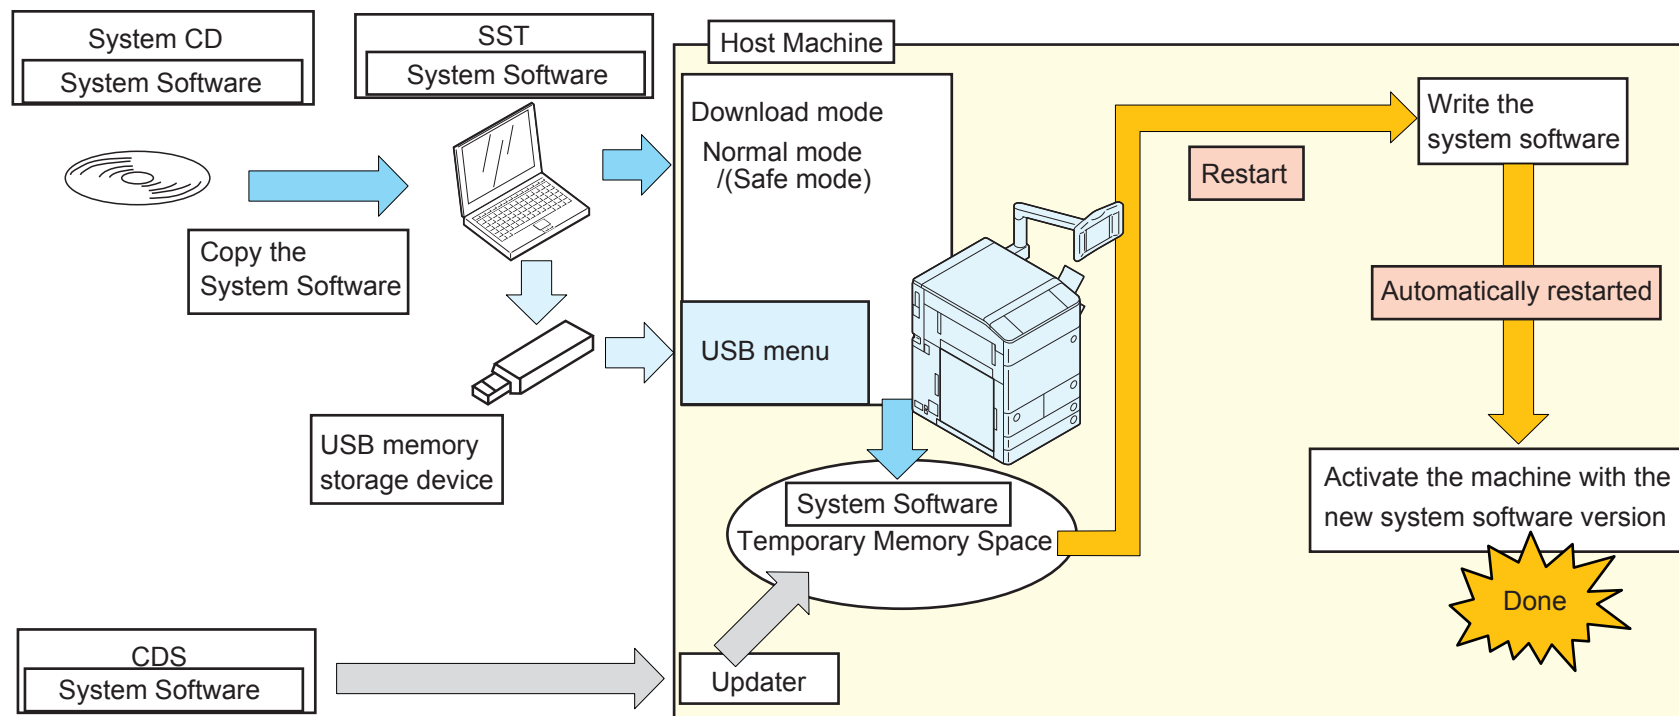 System CD
System Software
SST
System Software
Host Machine
Download mode
Normal mode
/(Safe mode)
Write the
system software
Restart
Copy the
System Software
Automatically restarted
USB menu
USB memory
storage device
System Software
Temporary Memory Space
Activate the machine with the
new system software version
Done
CDS
System Software
Updater